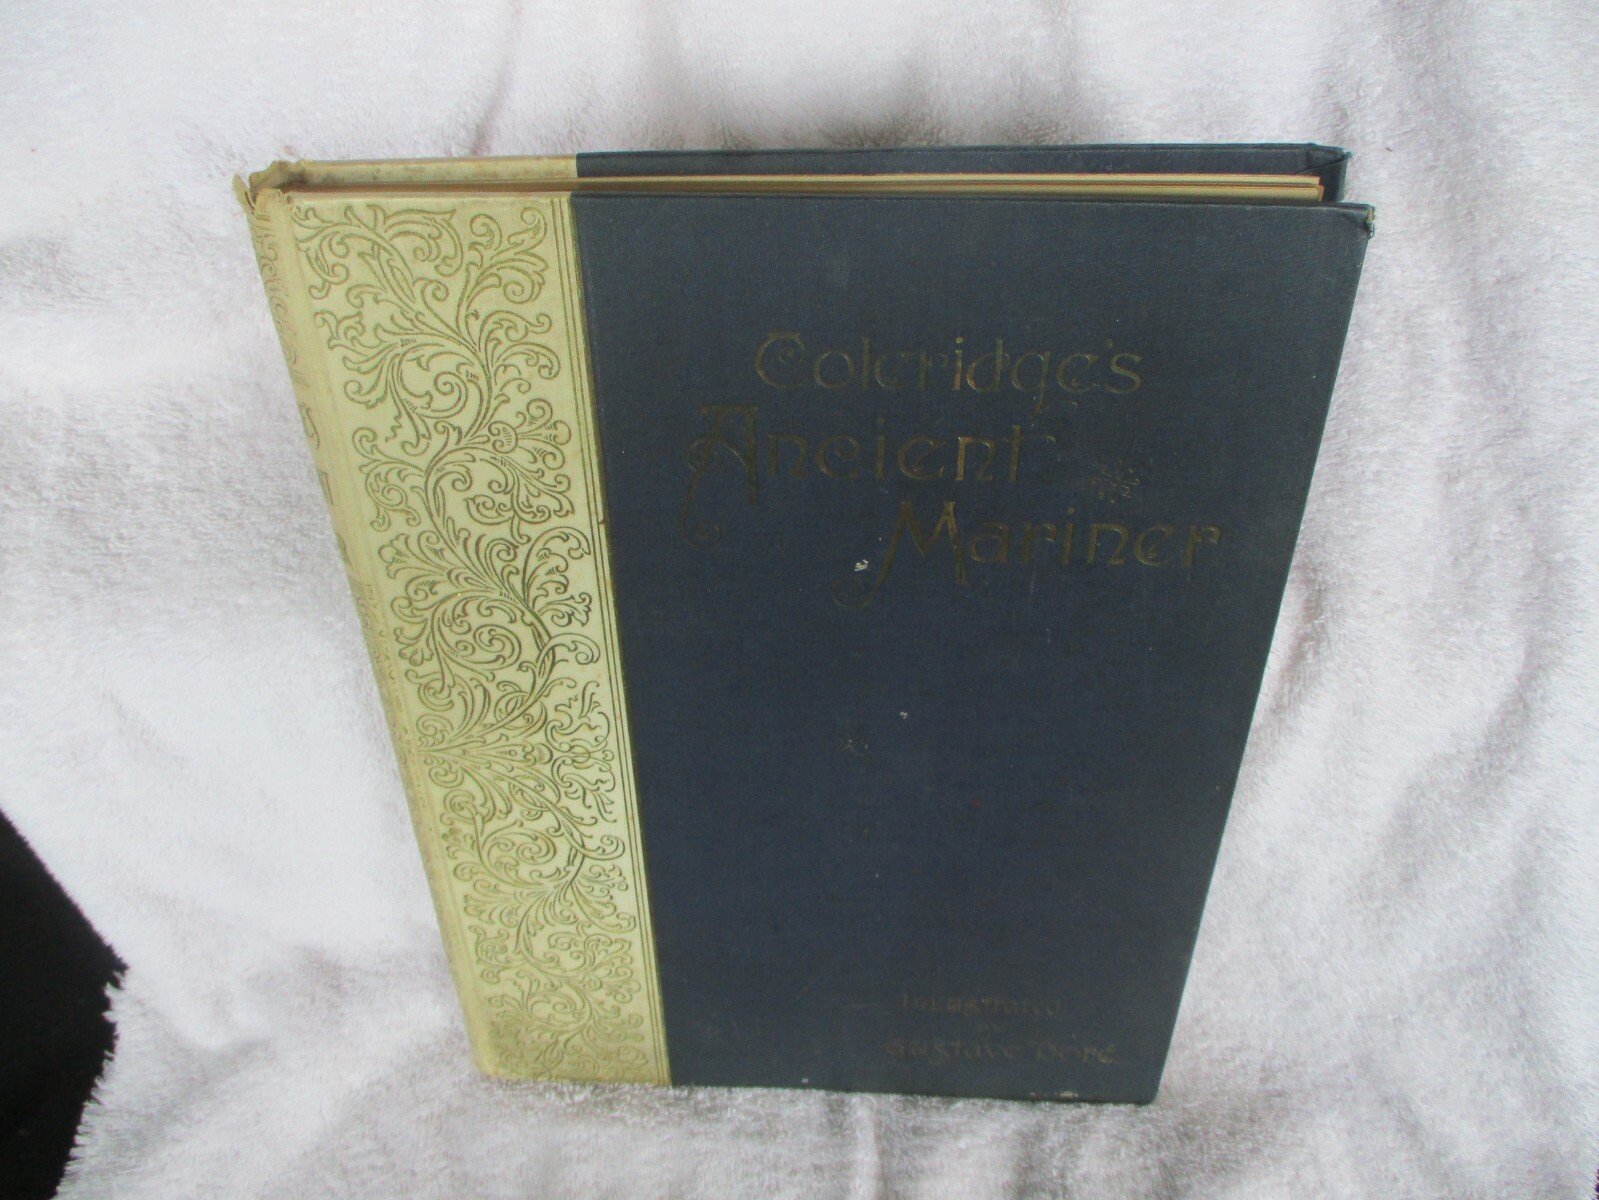 Coleridge's
Ancient
Mariner
Illustrated
by
Gustave Doré